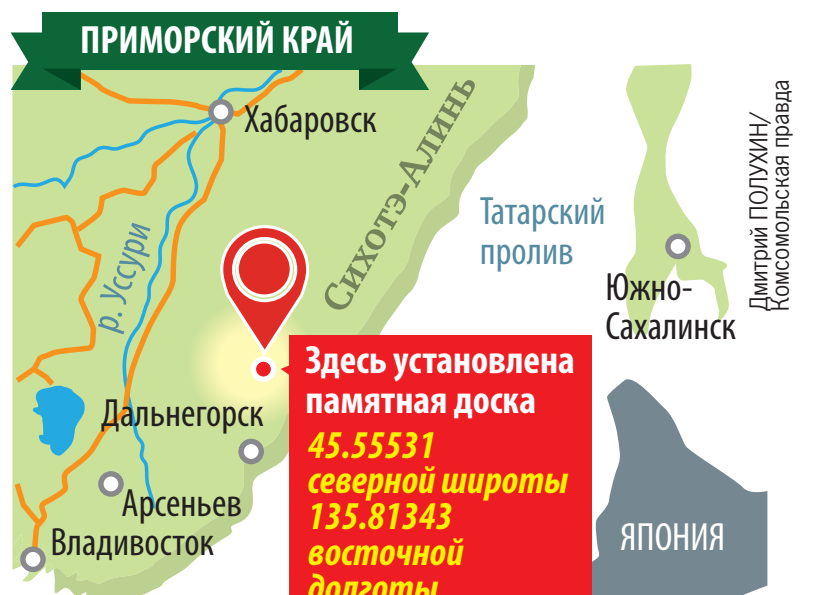 ПРИМОРСКИЙ КРАЙ
Хабаровск
Сихотэ-Алинь
Татарский
пролив
р. Уссури
Южно-
Сахалинск
Дмитрий ПОЛУХИН/
Комсомольская правда
Здесь установлена
памятная доска
45.55531
северной широты
135.81343
восточной
долготы
Дальнегорск
Арсеньев
Владивосток
ЯПОНИЯ